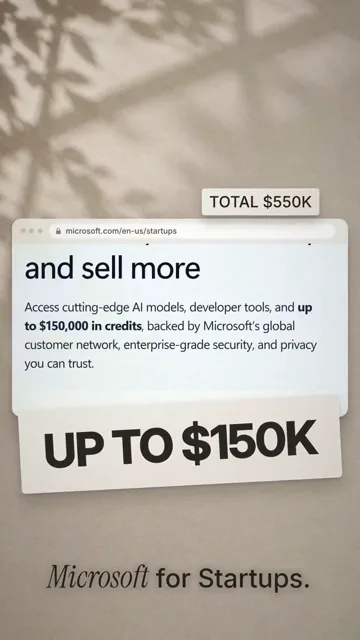 TOTAL $550K
microsoft.com/en-us/startups
and sell more
Access cutting-edge AI models, developer tools, and up
to $150,000 in credits, backed by Microsoft's global
customer network, enterprise-grade security, and privacy
you can trust.
UP TO $150K
Microsoft for Startups.